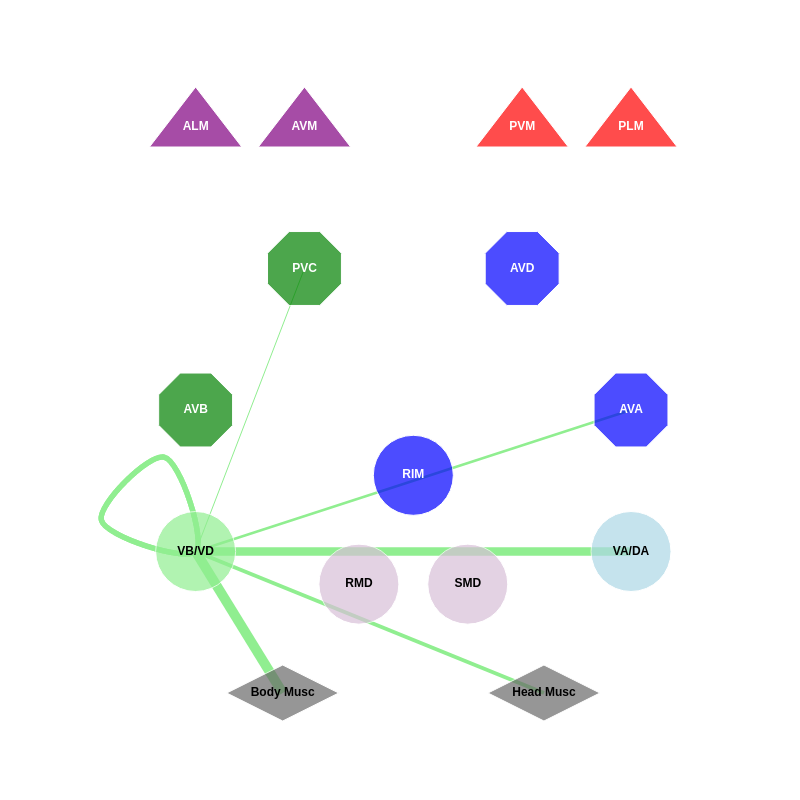 ALM
AVM
PVM
PLM
PVC
AVD
AVB
AVA
RIM
VB/VD
VA/DA
RMD
SMD
Body Musc
Head Musc